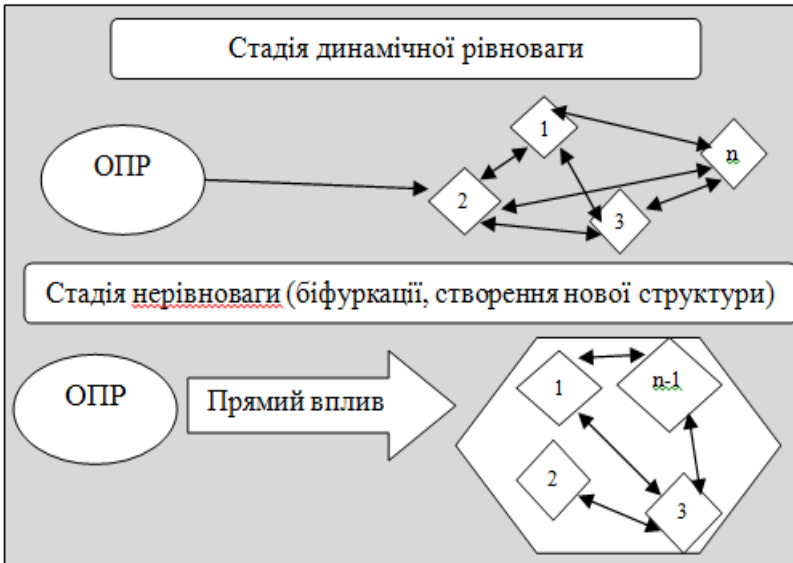 Стадія динамічної рівноваги
ОПР
1
n
2
3
Стадія нерівноваги (біфуркації, створення нової структури)
ОПР
Прямий вплив
1
n-1
2
3